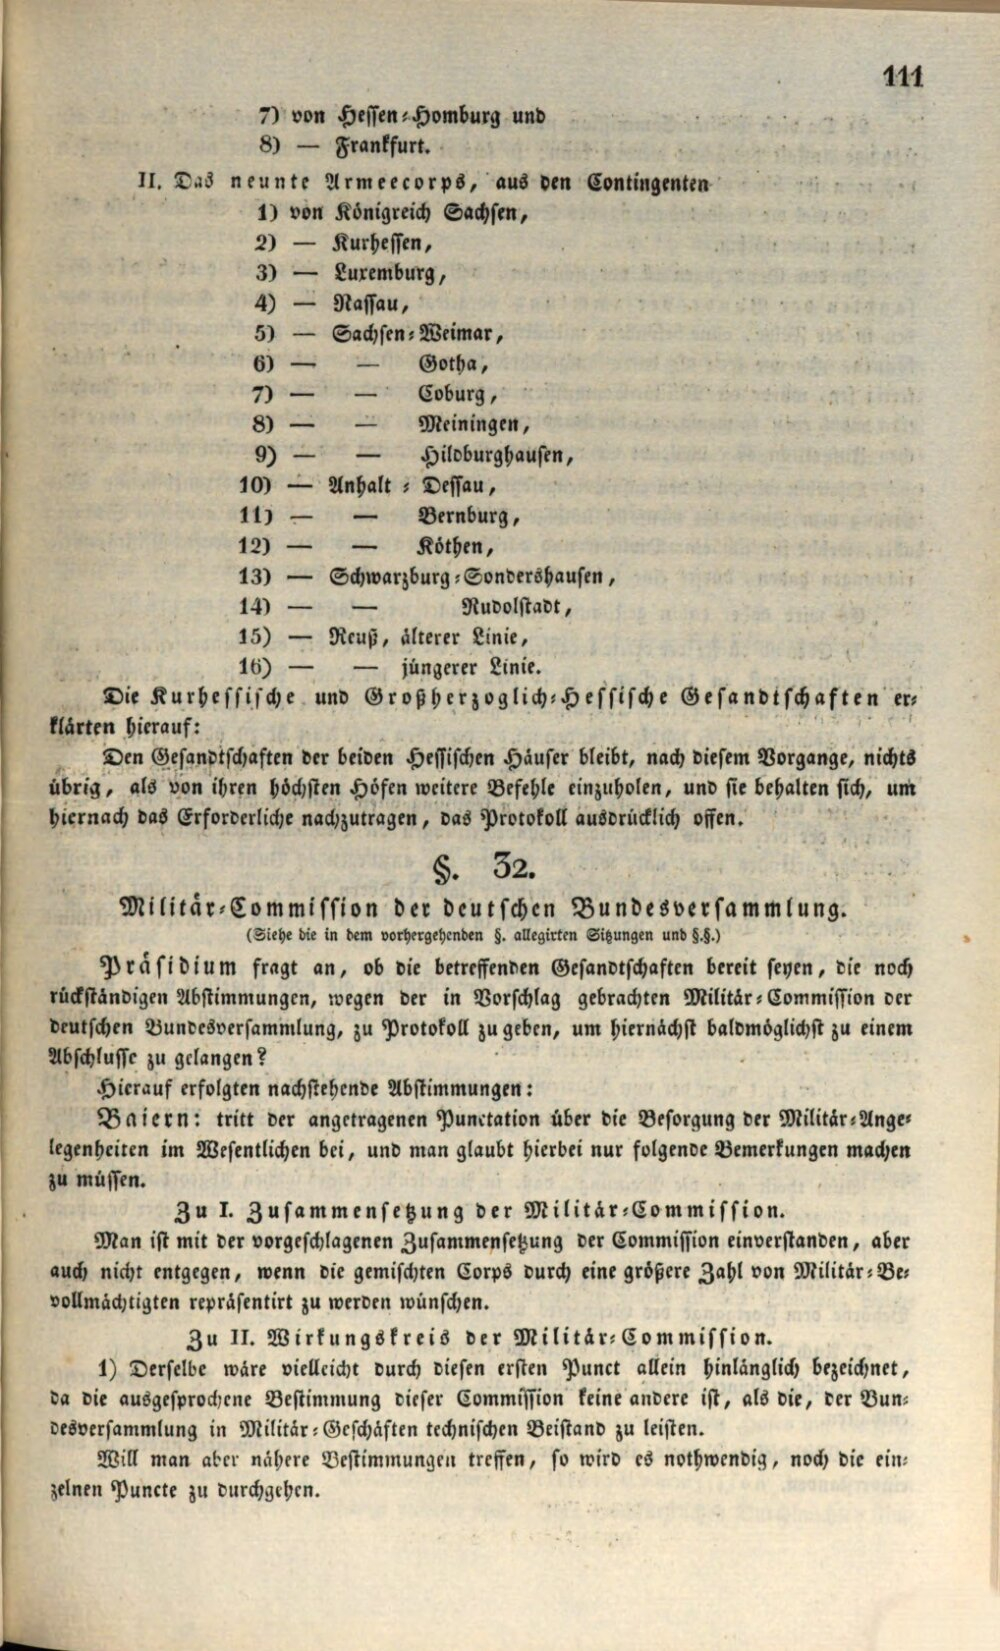 111
7) von Hessen-Homburg und
8) — Frankfurt.
II. Das neunte Armeecorps, aus den Contingenten
1) von Königreich Sachsen,
2) — Kurhessen,
3) — Luxemburg,
4) — Nassau,
5) — Sachsen-Weimar,
6) — — Gotha,
7) — — Coburg,
8) — — Meiningen,
9) — — Hildburghausen,
10) — Anhalt-Dessau,
11) — — Bernburg,
12) — — Köthen,
13) — Schwarzburg-Sondershausen,
14) — — Rudolstadt,
15) — Reuß, älterer Linie,
16) — — jüngerer Linie.
Die Kurhessische und Großherzoglich-Hessische Gesandtschaften er-
klärten hierauf:
Den Gesandtschaften der beiden Hessischen Häuser bleibt, nach diesem Vorgange, nichts
übrig, als von ihren höchsten Höfen weitere Befehle einzuholen, und sie behalten sich, um
hiernach das Erforderliche nachzutragen, das Protokoll ausdrücklich offen.
§. 32.
Militär-Commission der deutschen Bundesversammlung.
(Siehe die in dem vorhergehenden §. allegirten Sitzungen und §.§.)
Präsidium fragt an, ob die betreffenden Gesandtschaften bereit seyen, die noch
rückständigen Abstimmungen, wegen der in Vorschlag gebrachten Militär-Commission der
deutschen Bundesversammlung, zu Protokoll zu geben, um hiernächst baldmöglichst zu einem
Abschlusse zu gelangen?
Hierauf erfolgten nachstehende Abstimmungen:
Baiern: tritt der angetragenen Punctation über die Besorgung der Militär-Ange-
legenheiten im Wesentlichen bei, und man glaubt hierbei nur folgende Bemerkungen machen
zu müssen.
Zu I. Zusammensetzung der Militär-Commission.
Man ist mit der vorgeschlagenen Zusammensetzung der Commission einverstanden, aber
auch nicht entgegen, wenn die gemischten Corps durch eine größere Zahl von Militär-Be-
vollmächtigten repräsentirt zu werden wünschen.
Zu II. Wirkungskreis der Militär-Commission.
1) Derselbe wäre vielleicht durch diesen ersten Punct allein hinlänglich bezeichnet,
da die ausgesprochene Bestimmung dieser Commission keine andere ist, als die, der Bun-
desversammlung in Militär-Geschäften technischen Beistand zu leisten.
Will man aber nähere Bestimmungen treffen, so wird es nothwendig, noch die ein-
zelnen Puncte zu durchgehen.